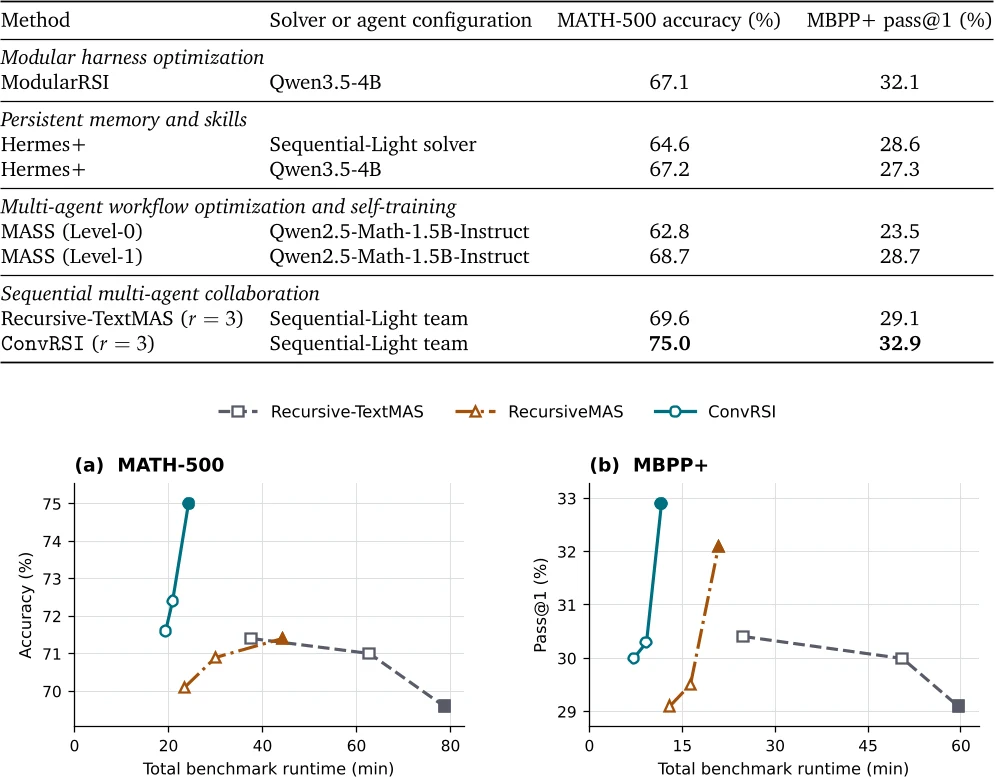 Method Solver or agent configuration MATH-500 accuracy (%) MBPP+ pass@1 (%)
Modular harness optimization
ModularRSI Qwen3.5-4B 67.1 32.1
Persistent memory and skills
Hermes+ Sequential-Light solver 64.6 28.6
Hermes+ Qwen3.5-4B 67.2 27.3
Multi-agent workflow optimization and self-training
MASS (Level-0) Qwen2.5-Math-1.5B-Instruct 62.8 23.5
MASS (Level-1) Qwen2.5-Math-1.5B-Instruct 68.7 28.7
Sequential multi-agent collaboration
Recursive-TextMAS (r = 3) Sequential-Light team 69.6 29.1
ConvRSI (r = 3) Sequential-Light team 75.0 32.9
Recursive-TextMAS RecursiveMAS ConvRSI
(a) MATH-500
75
74
73
72
71
70
Accuracy (%)
0 20 40 60 80
Total benchmark runtime (min)
(b) MBPP+
33
32
31
30
29
Pass@1 (%)
0 15 30 45 60
Total benchmark runtime (min)